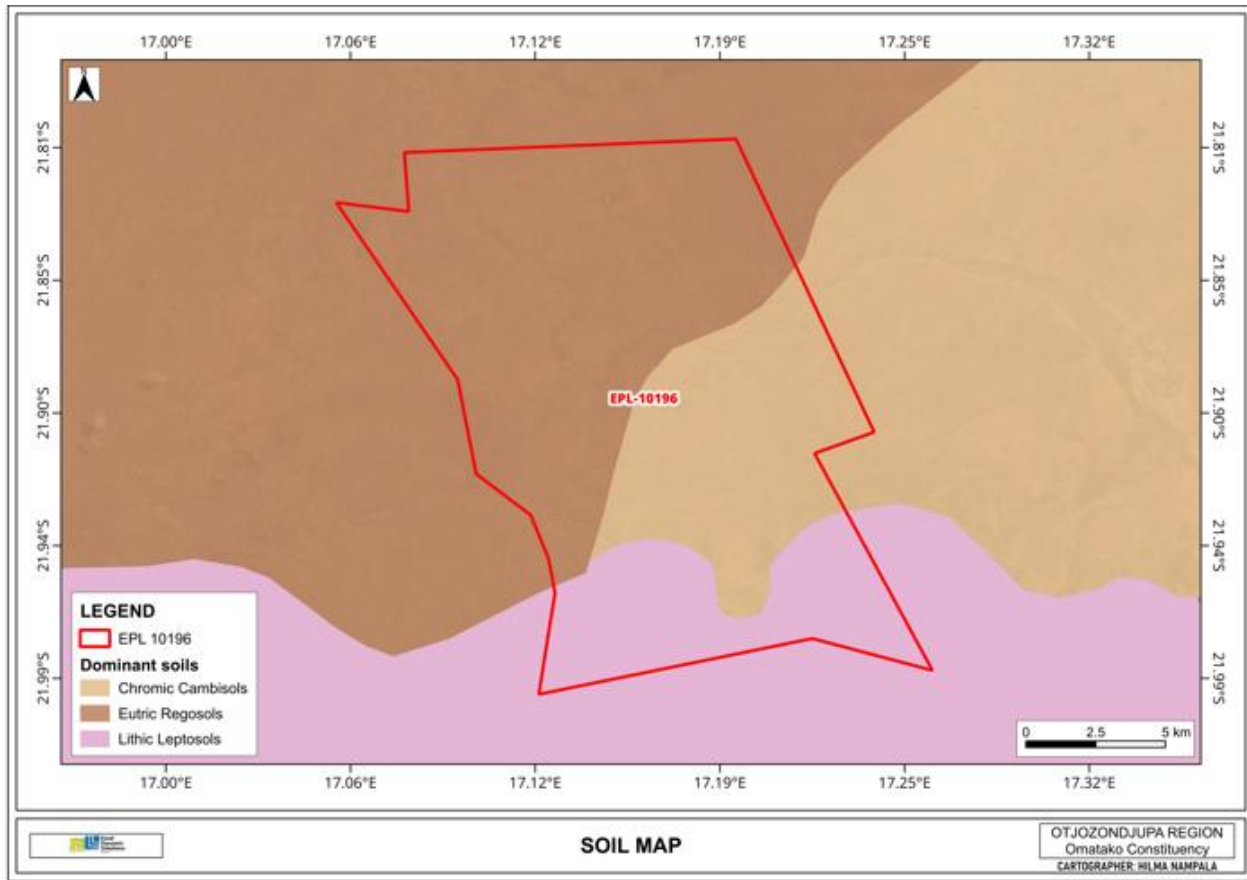 17.00°E 17.06°E 17.12°E 17.19°E 17.25°E 17.32°E
21.81°S 21.81°S
21.85°S 21.85°S
EPL-10196
21.90°S 21.90°S
21.94°S 21.94°S
21.99°S 21.99°S
LEGEND
EPL 10196
Dominant soils
Chromic Cambisols
Eutric Regosols
Lithic Leptosols
0 2.5 5 km
17.00°E 17.06°E 17.12°E 17.19°E 17.25°E 17.32°E
SOIL MAP
OTJOZONDJUPA REGION
Omatako Constituency
CARTOGRAPHER: HILMA NAMPALA